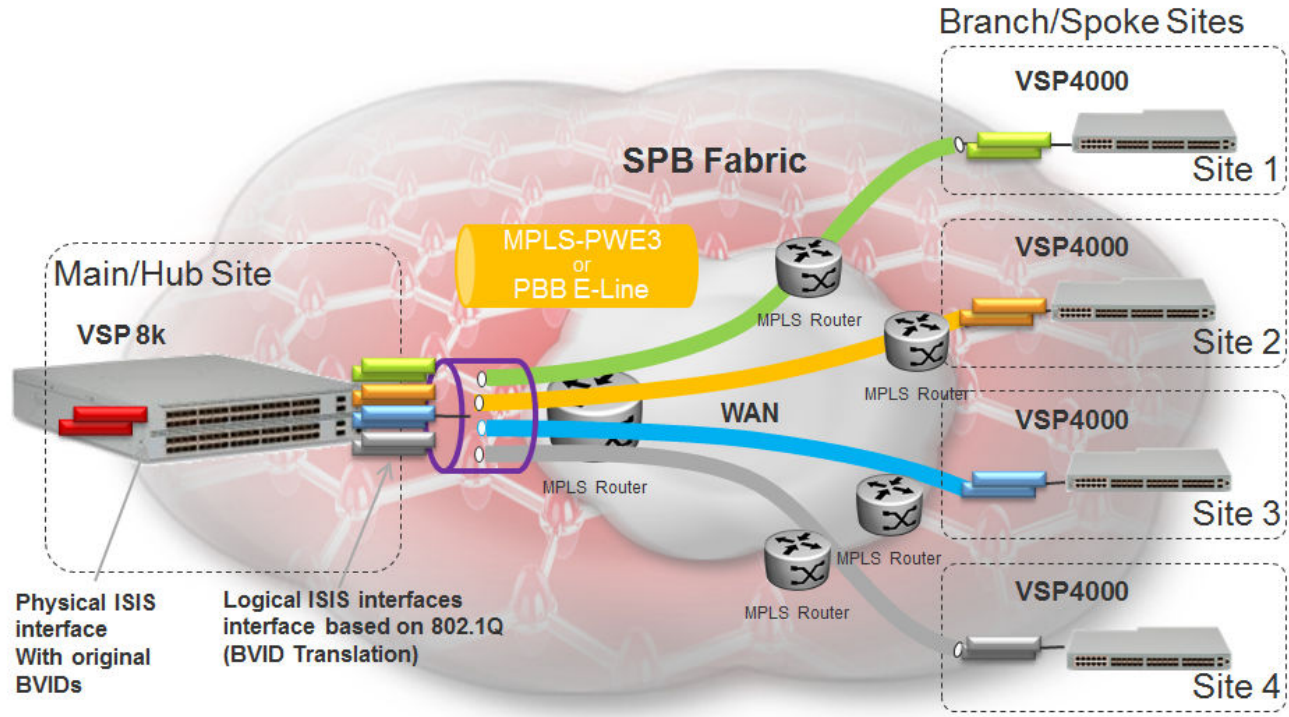 Branch/Spoke Sites
VSP4000
Site 1
SPB Fabric
MPLS-PWE3
or
PBB E-Line
Main/Hub Site
VSP 8k
MPLS Router
VSP4000
Site 2
MPLS Router
WAN
VSP4000
Site 3
MPLS Router
MPLS Router
MPLS Router
VSP4000
Site 4
Physical ISIS
interface
With original
BVIDs
Logical ISIS interfaces
interface based on 802.1Q
(BVID Translation)